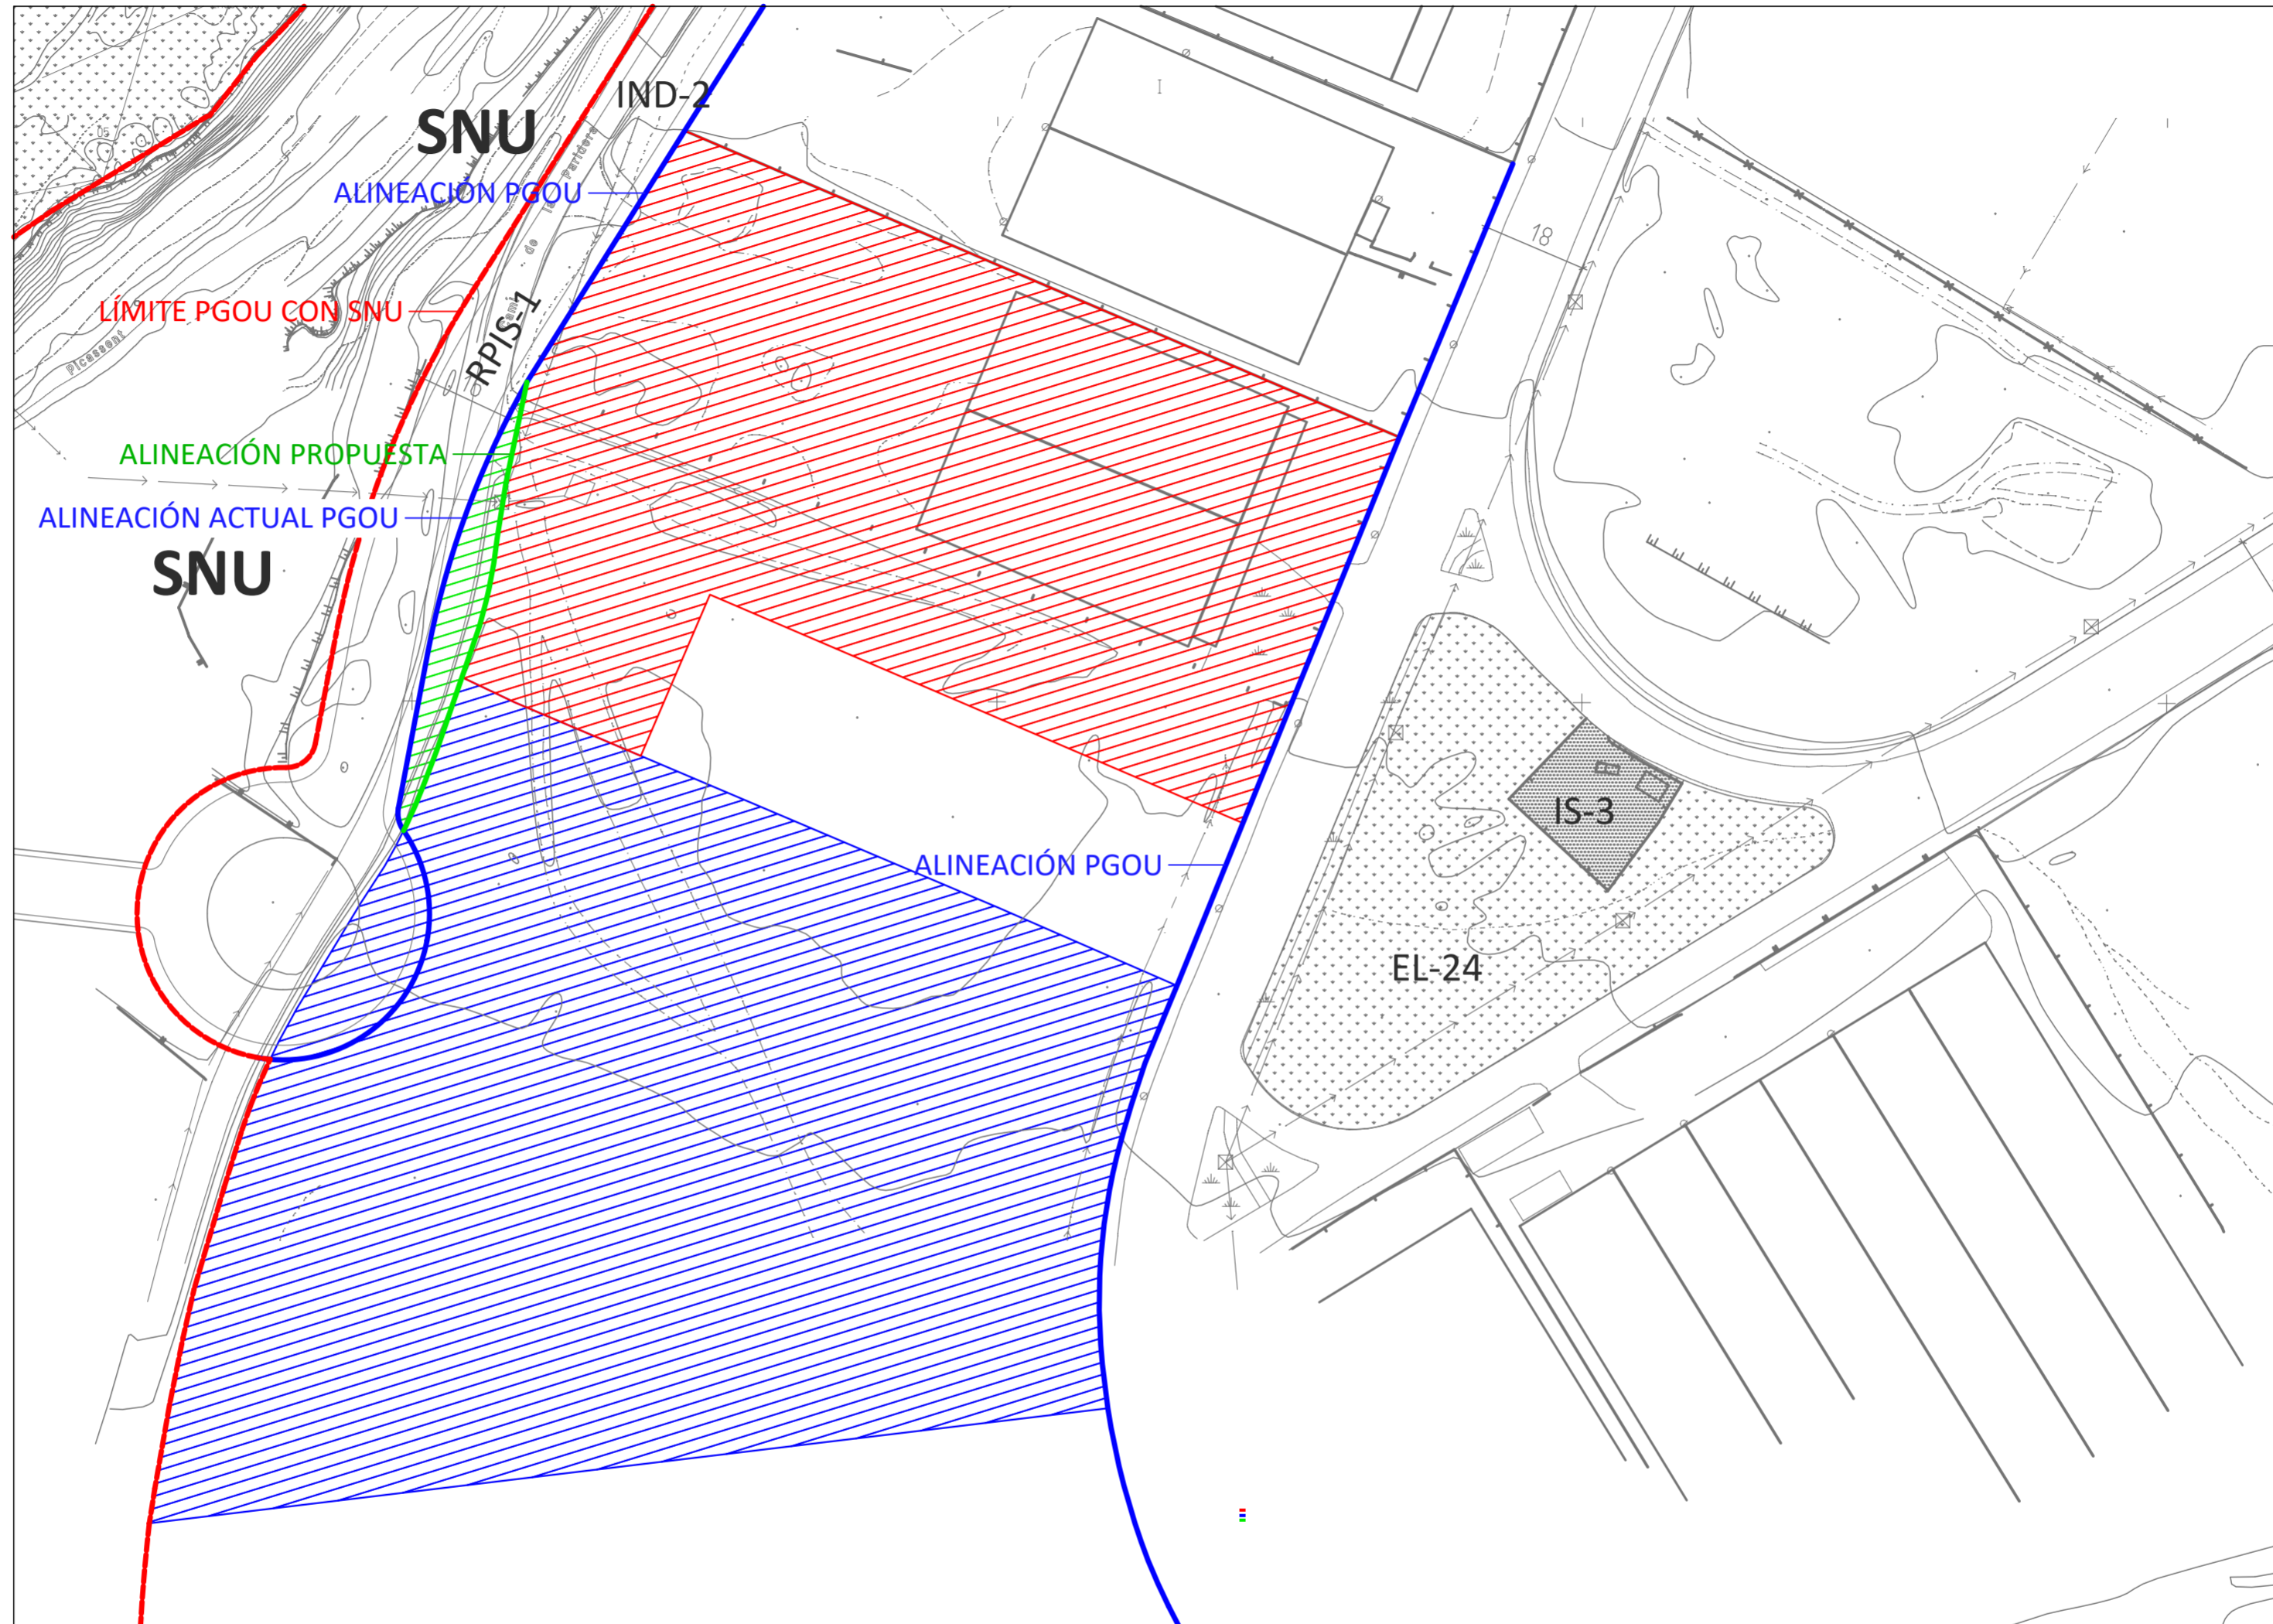 IND-2
SNU
ALINEACIÓN PGOU
18
LÍMITE PGOU CON SNU
RPIS-1
Picassent
ALINEACIÓN PROPUESTA
ALINEACIÓN ACTUAL PGOU
SNU
IS-3
ALINEACIÓN PGOU
EL-24